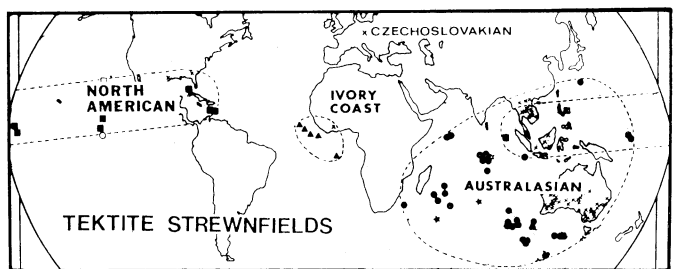 x CZECHOSLOVAKIAN
NORTH
AMERICAN
IVORY
COAST
AUSTRALASIAN
TEKTITE STREWNFIELDS